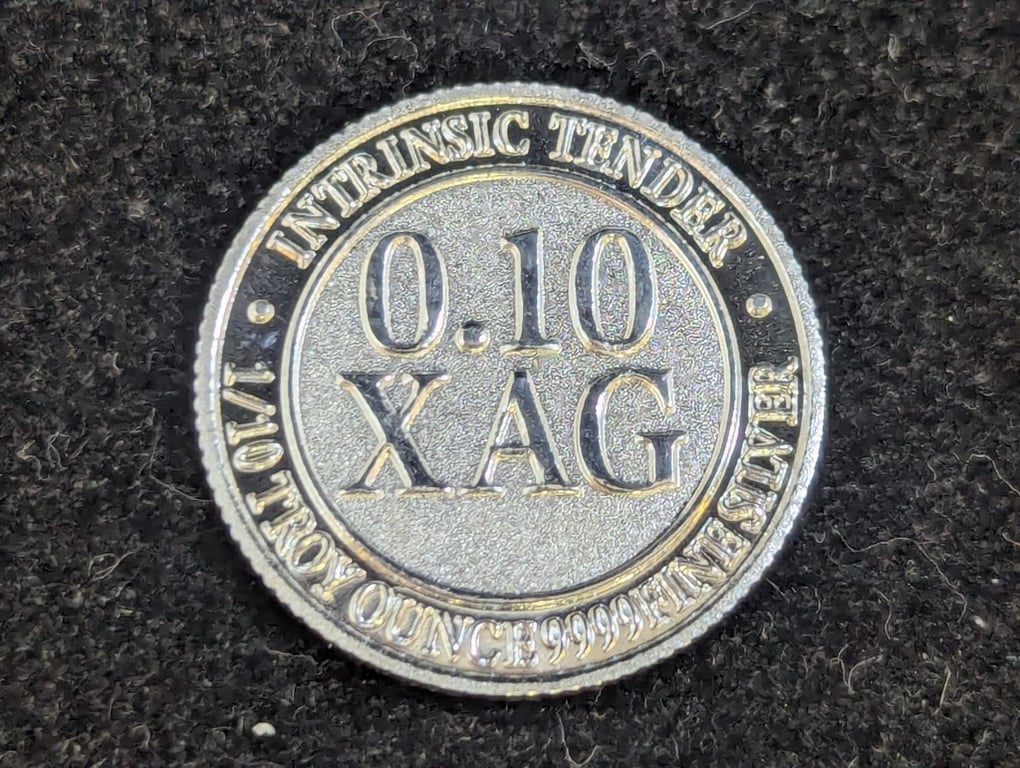 INTRINSIC TENDER
0.10
XAG
1/10 TROY OUNCE 9999 FINE SILVER